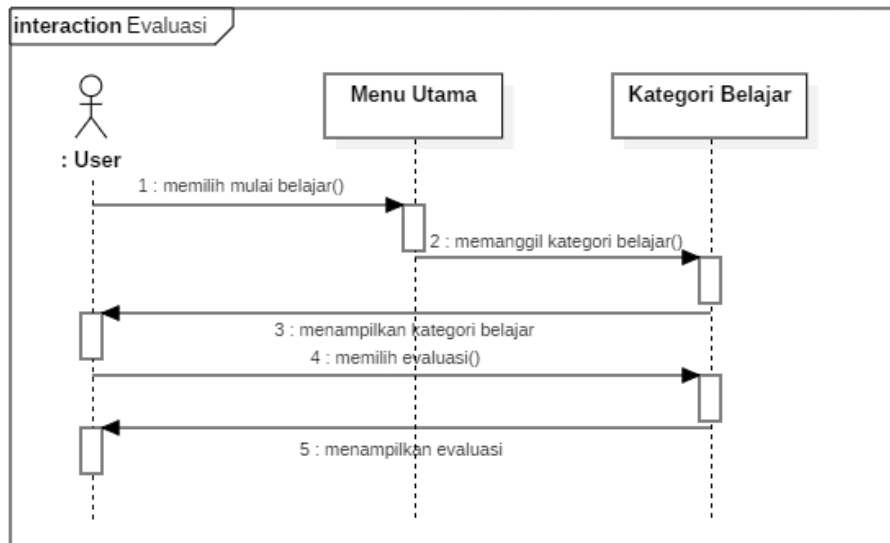 interaction Evaluasi
Menu Utama
Kategori Belajar
: User
1 : memilih mulai belajar()
2 : memanggil kategori belajar()
3 : menampilkan kategori belajar
4 : memilih evaluasi()
5 : menampilkan evaluasi